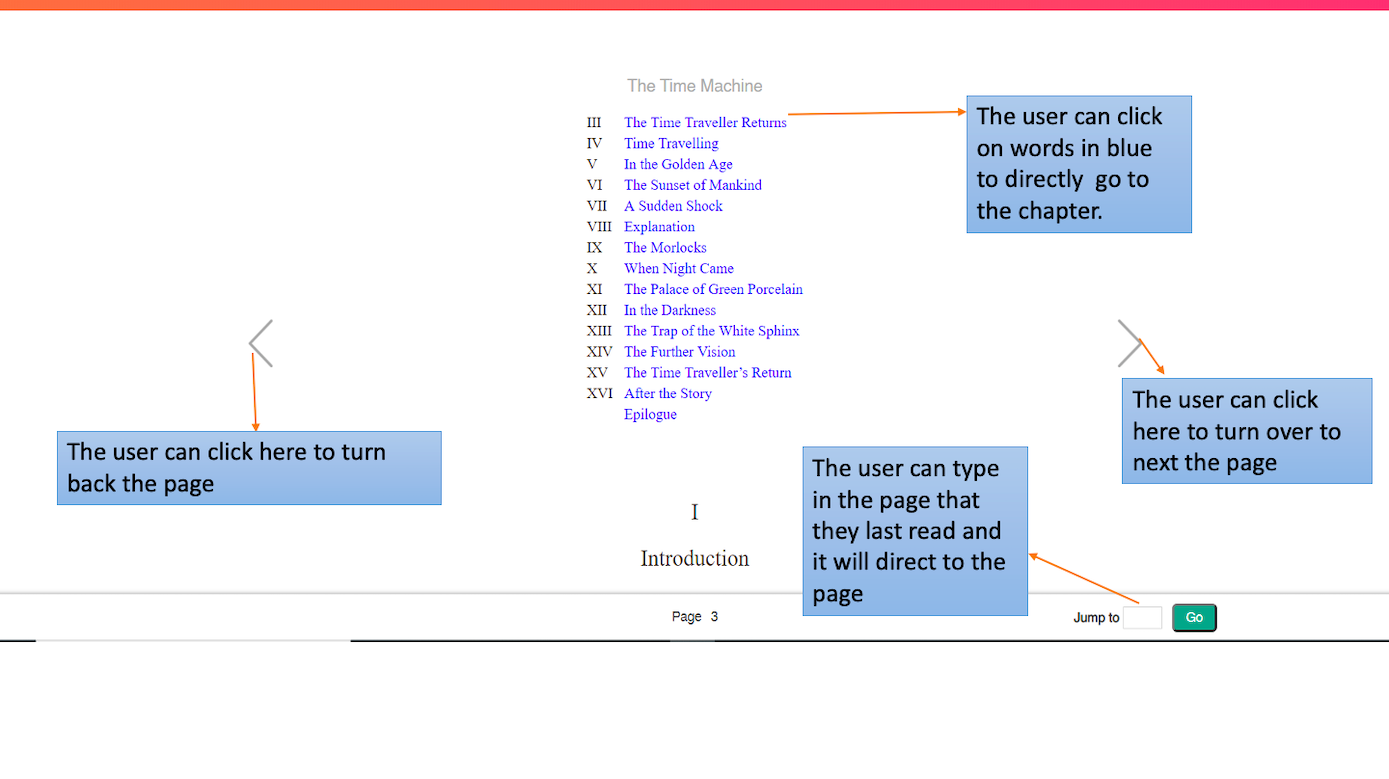 The Time Machine
III The Time Traveller Returns
IV Time Travelling
V In the Golden Age
VI The Sunset of Mankind
VII A Sudden Shock
VIII Explanation
IX The Morlocks
X When Night Came
XI The Palace of Green Porcelain
XII In the Darkness
XIII The Trap of the White Sphinx
XIV The Further Vision
XV The Time Traveller’s Return
XVI After the Story
Epilogue
The user can click
on words in blue
to directly go to
the chapter.
The user can click here to turn
back the page
The user can click
here to turn over to
next the page
The user can type
in the page that
they last read and
it will direct to the
page
I
Introduction
Page 3
Jump to Go